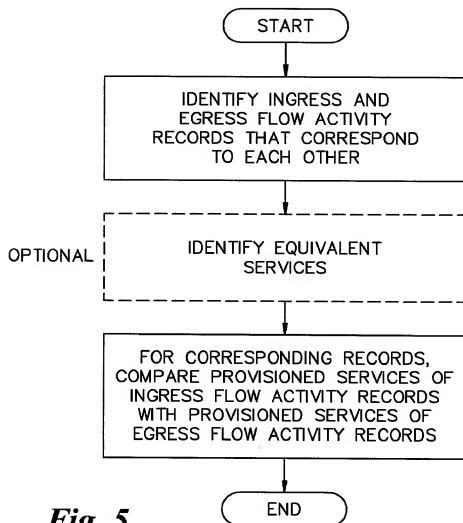 START
IDENTIFY INGRESS AND
EGRESS FLOW ACTIVITY
RECORDS THAT CORRESPOND
TO EACH OTHER
OPTIONAL
IDENTIFY EQUIVALENT
SERVICES
FOR CORRESPONDING RECORDS,
COMPARE PROVISIONED SERVICES OF
INGRESS FLOW ACTIVITY RECORDS
WITH PROVISIONED SERVICES OF
EGRESS FLOW ACTIVITY RECORDS
END
Fig. 5